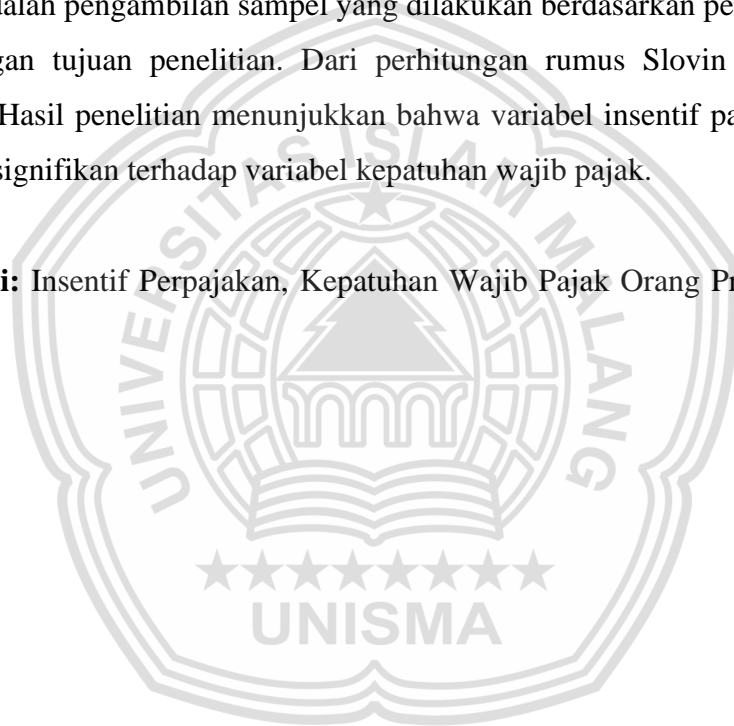 dalah pengambilan sampel yang dilakukan berdasarkan pe
gan tujuan penelitian. Dari perhitungan rumus Slovin
Hasil penelitian menunjukkan bahwa variabel insentif pa
signifikan terhadap variabel kepatuhan wajib pajak.
i: Insentif Perpajakan, Kepatuhan Wajib Pajak Orang Pr
UNIVERSITAS ISLAM MALANG
UNISMA